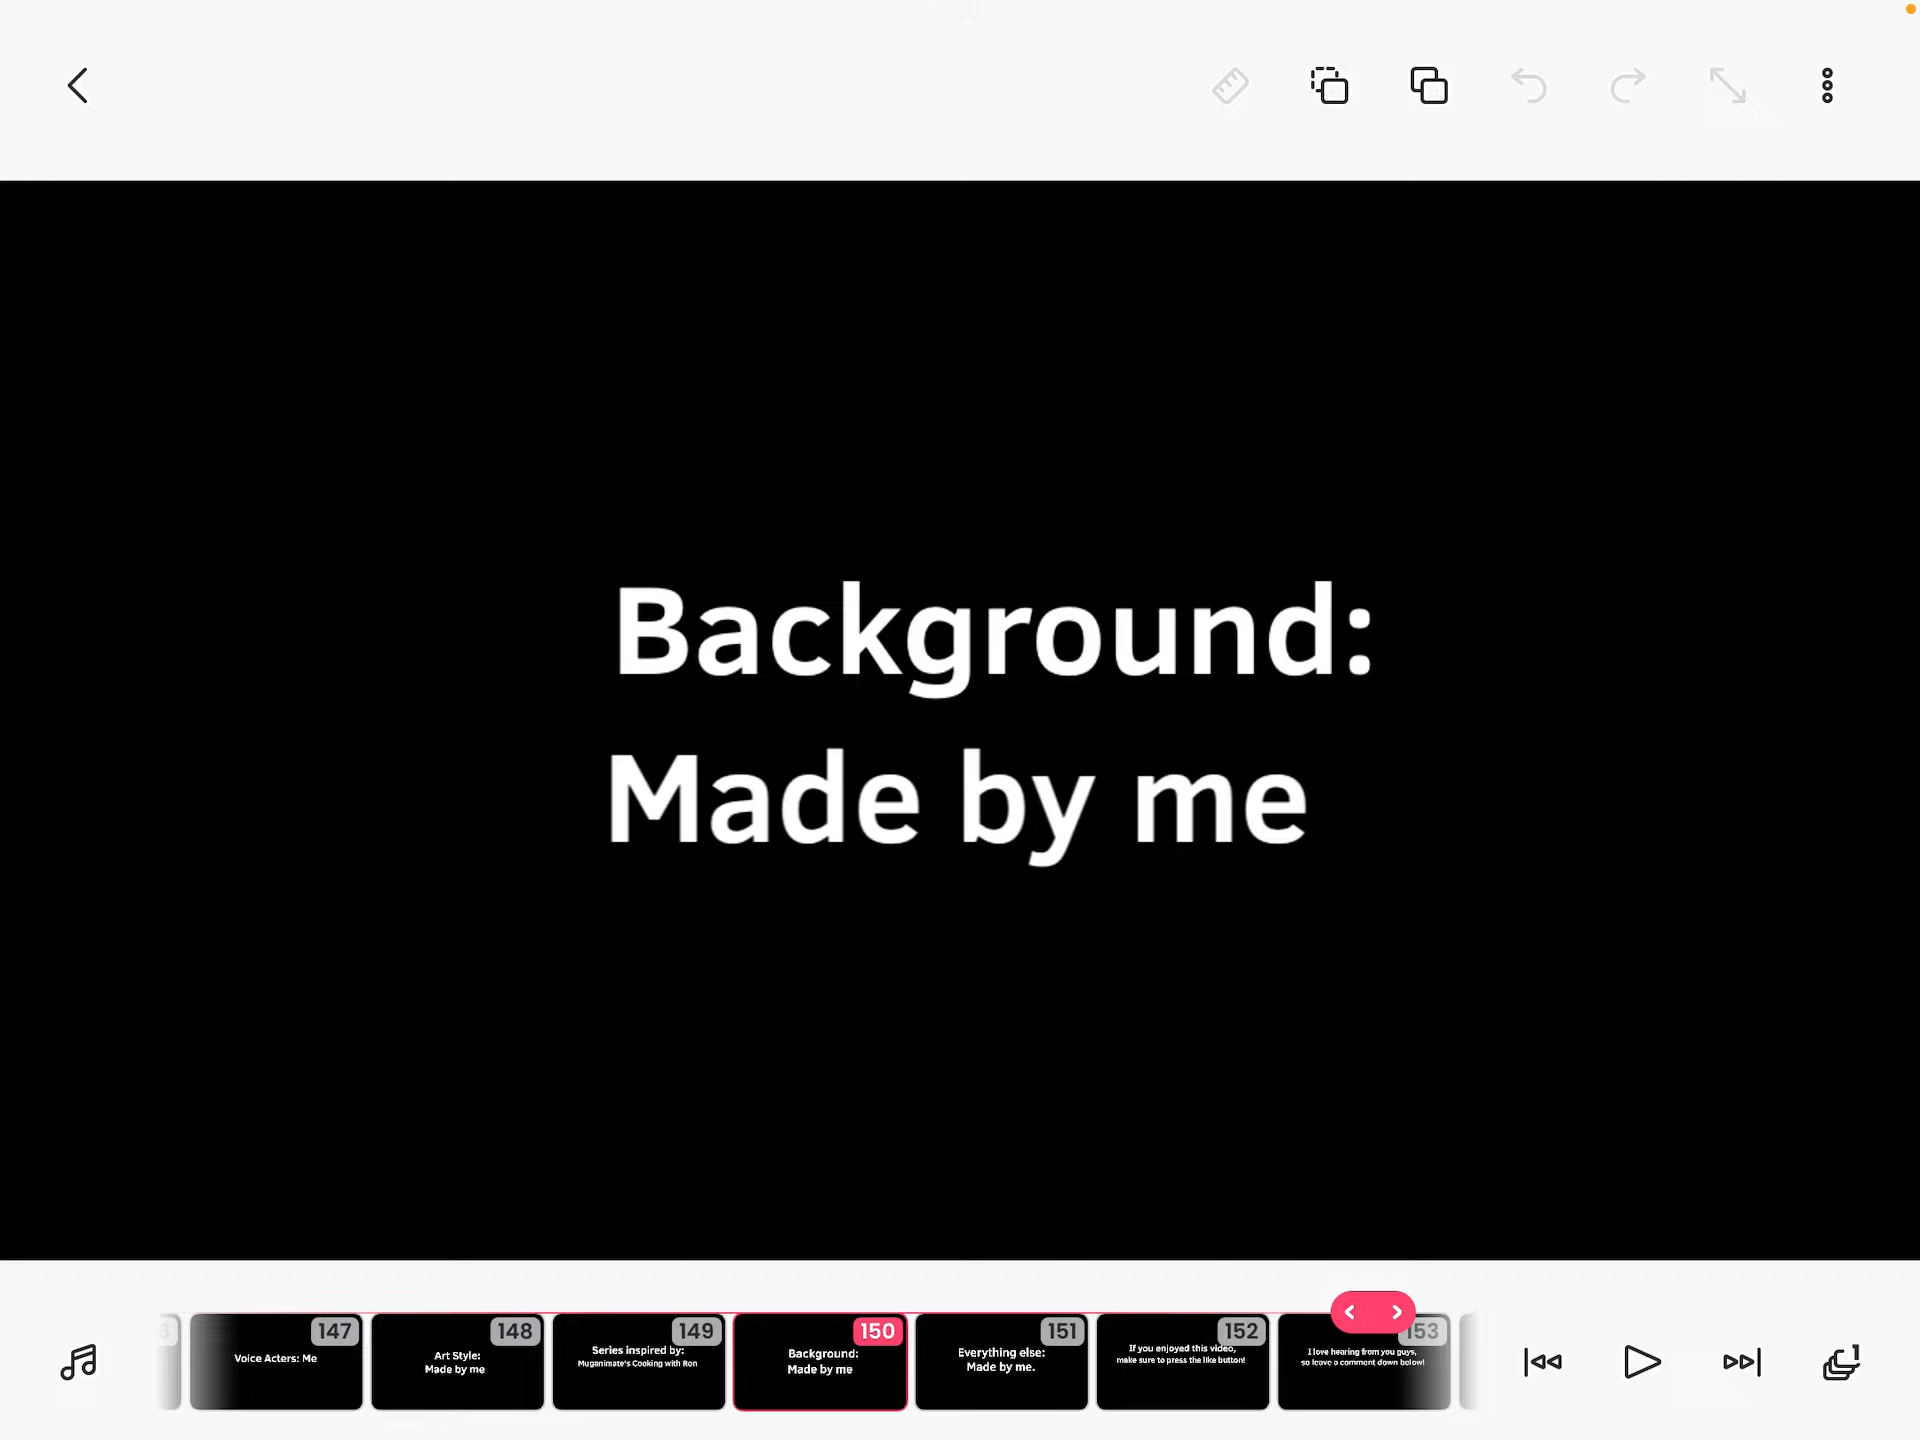 Background:
Made by me
147
Voice Acters: Me
148
Art Style:
Made by me
149
Series inspired by:
Muganimate's Cooking with Ron
150
Background:
Made by me
151
Everything else:
Made by me.
152
If you enjoyed this video,
make sure to press the like button!
153
I love hearing from you guys,
so leave a comment down below!
1